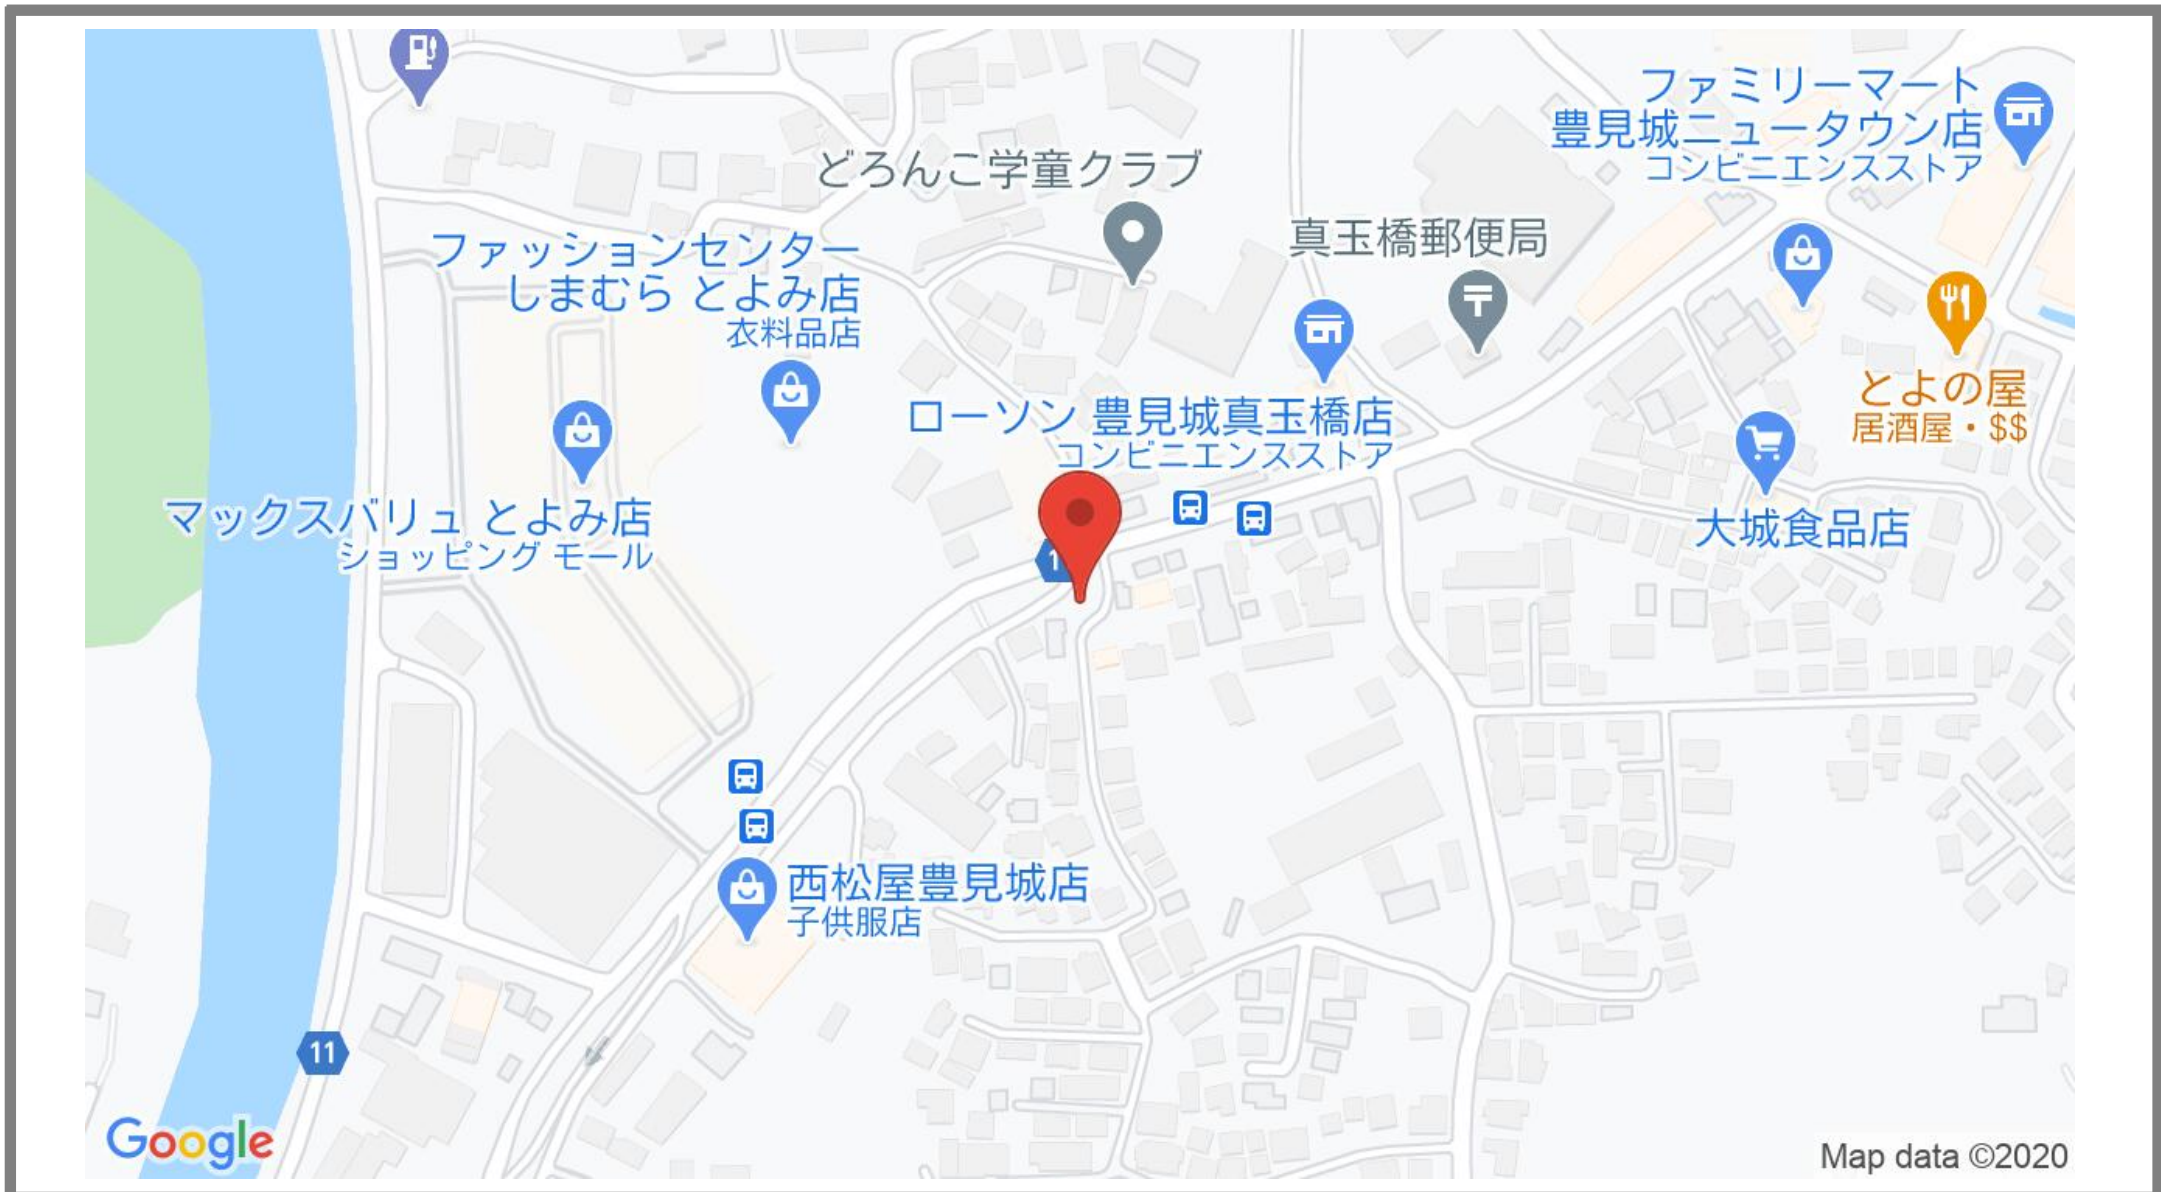 ファミリーマート
豊見城ニュータウン店
コンビニエンスストア
どろんこ学童クラブ
真玉橋郵便局
ファッションセンター
しまむら とよみ店
衣料品店
とよの屋
居酒屋・$$
ローソン 豊見城真玉橋店
コンビニエンスストア
マックスバリュ とよみ店
ショッピング モール
大城食品店
西松屋豊見城店
子供服店
11
Google
Map data ©2020